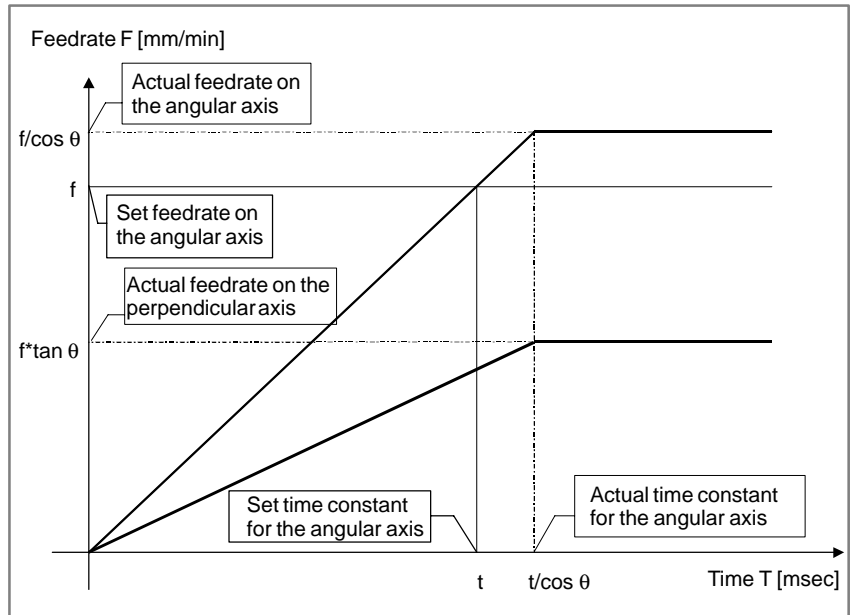 Feedrate F [mm/min]
Actual feedrate on
the angular axis
f/cos θ
f
Set feedrate on
the angular axis
Actual feedrate on the
perpendicular axis
f*tan θ
Set time constant
for the angular axis
Actual time constant
for the angular axis
t
t/cos θ
Time T [msec]